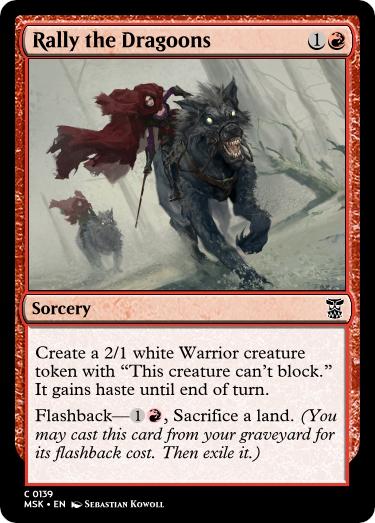 Rally the Dragoons 1
Sorcery
Create a 2/1 white Warrior creature
token with “This creature can’t block.”
It gains haste until end of turn.
Flashback—1, Sacrifice a land. (You
may cast this card from your graveyard for
its flashback cost. Then exile it.)
C 0139
MSK • EN Sebastian Kowoll